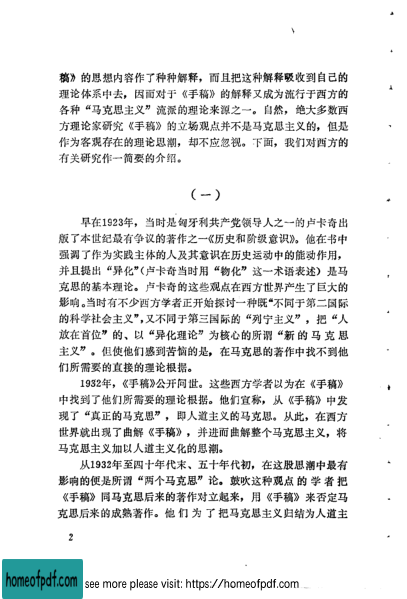 稿》的思想内容作了种种解释，而且把这种解释吸收到自己的
理论体系中去，因而对于《手稿》的解释又成为流行于西方的
各种“马克思主义”流派的理论来源之一。自然，绝大多数西
方理论家研究《手稿》的立场观点并不是马克思主义的，但是
作为客观存在的理论思潮，却不应忽视。下面，我们对西方的
有关研究作一简要的介绍。
（一）
早在1923年，当时是匈牙利共产党领导人之一的卢卡奇出
版了本世纪最有争议的著作之一《历史和阶级意识》。他在书中
强调了作为实践主体的人及其意识在历史运动中的能动作用，
并且提出“异化”（卢卡奇当时用“物化”这一术语表述）是马
克思的基本理论。卢卡奇的这些观点在西方世界产生了巨大的
影响。当时有不少西方学者正开始探讨一种既“不同于第二国际
的科学社会主义”，又不同于第三国际的“列宁主义”，把“人
放在首位”的、以“异化理论”为核心的所谓“新的马克思
主义”。但使他们感到苦恼的是，在马克思的著作中找不到他
们所需要的直接的理论根据。
1932年，《手稿》公开问世。这些西方学者以为在《手稿》
中找到了他们所需要的理论根据。他们宣称，从《手稿》中发
现了“真正的马克思”，即人道主义的马克思。从此，在西方
世界就出现了曲解《手稿》，并进而曲解整个马克思主义，将
马克思主义加以人道主义化的思潮。
从1932年至四十年代末、五十年代初，在这股思潮中最有
影响的便是所谓“两个马克思”论。鼓吹这种观点的学者把
《手稿》同马克思后来的著作对立起来，用《手稿》来否定马
克思后来的成熟著作。他们为了把马克思主义归结为人道主
2
homeofpdf.com
see more please visit: https://homeofpdf.com